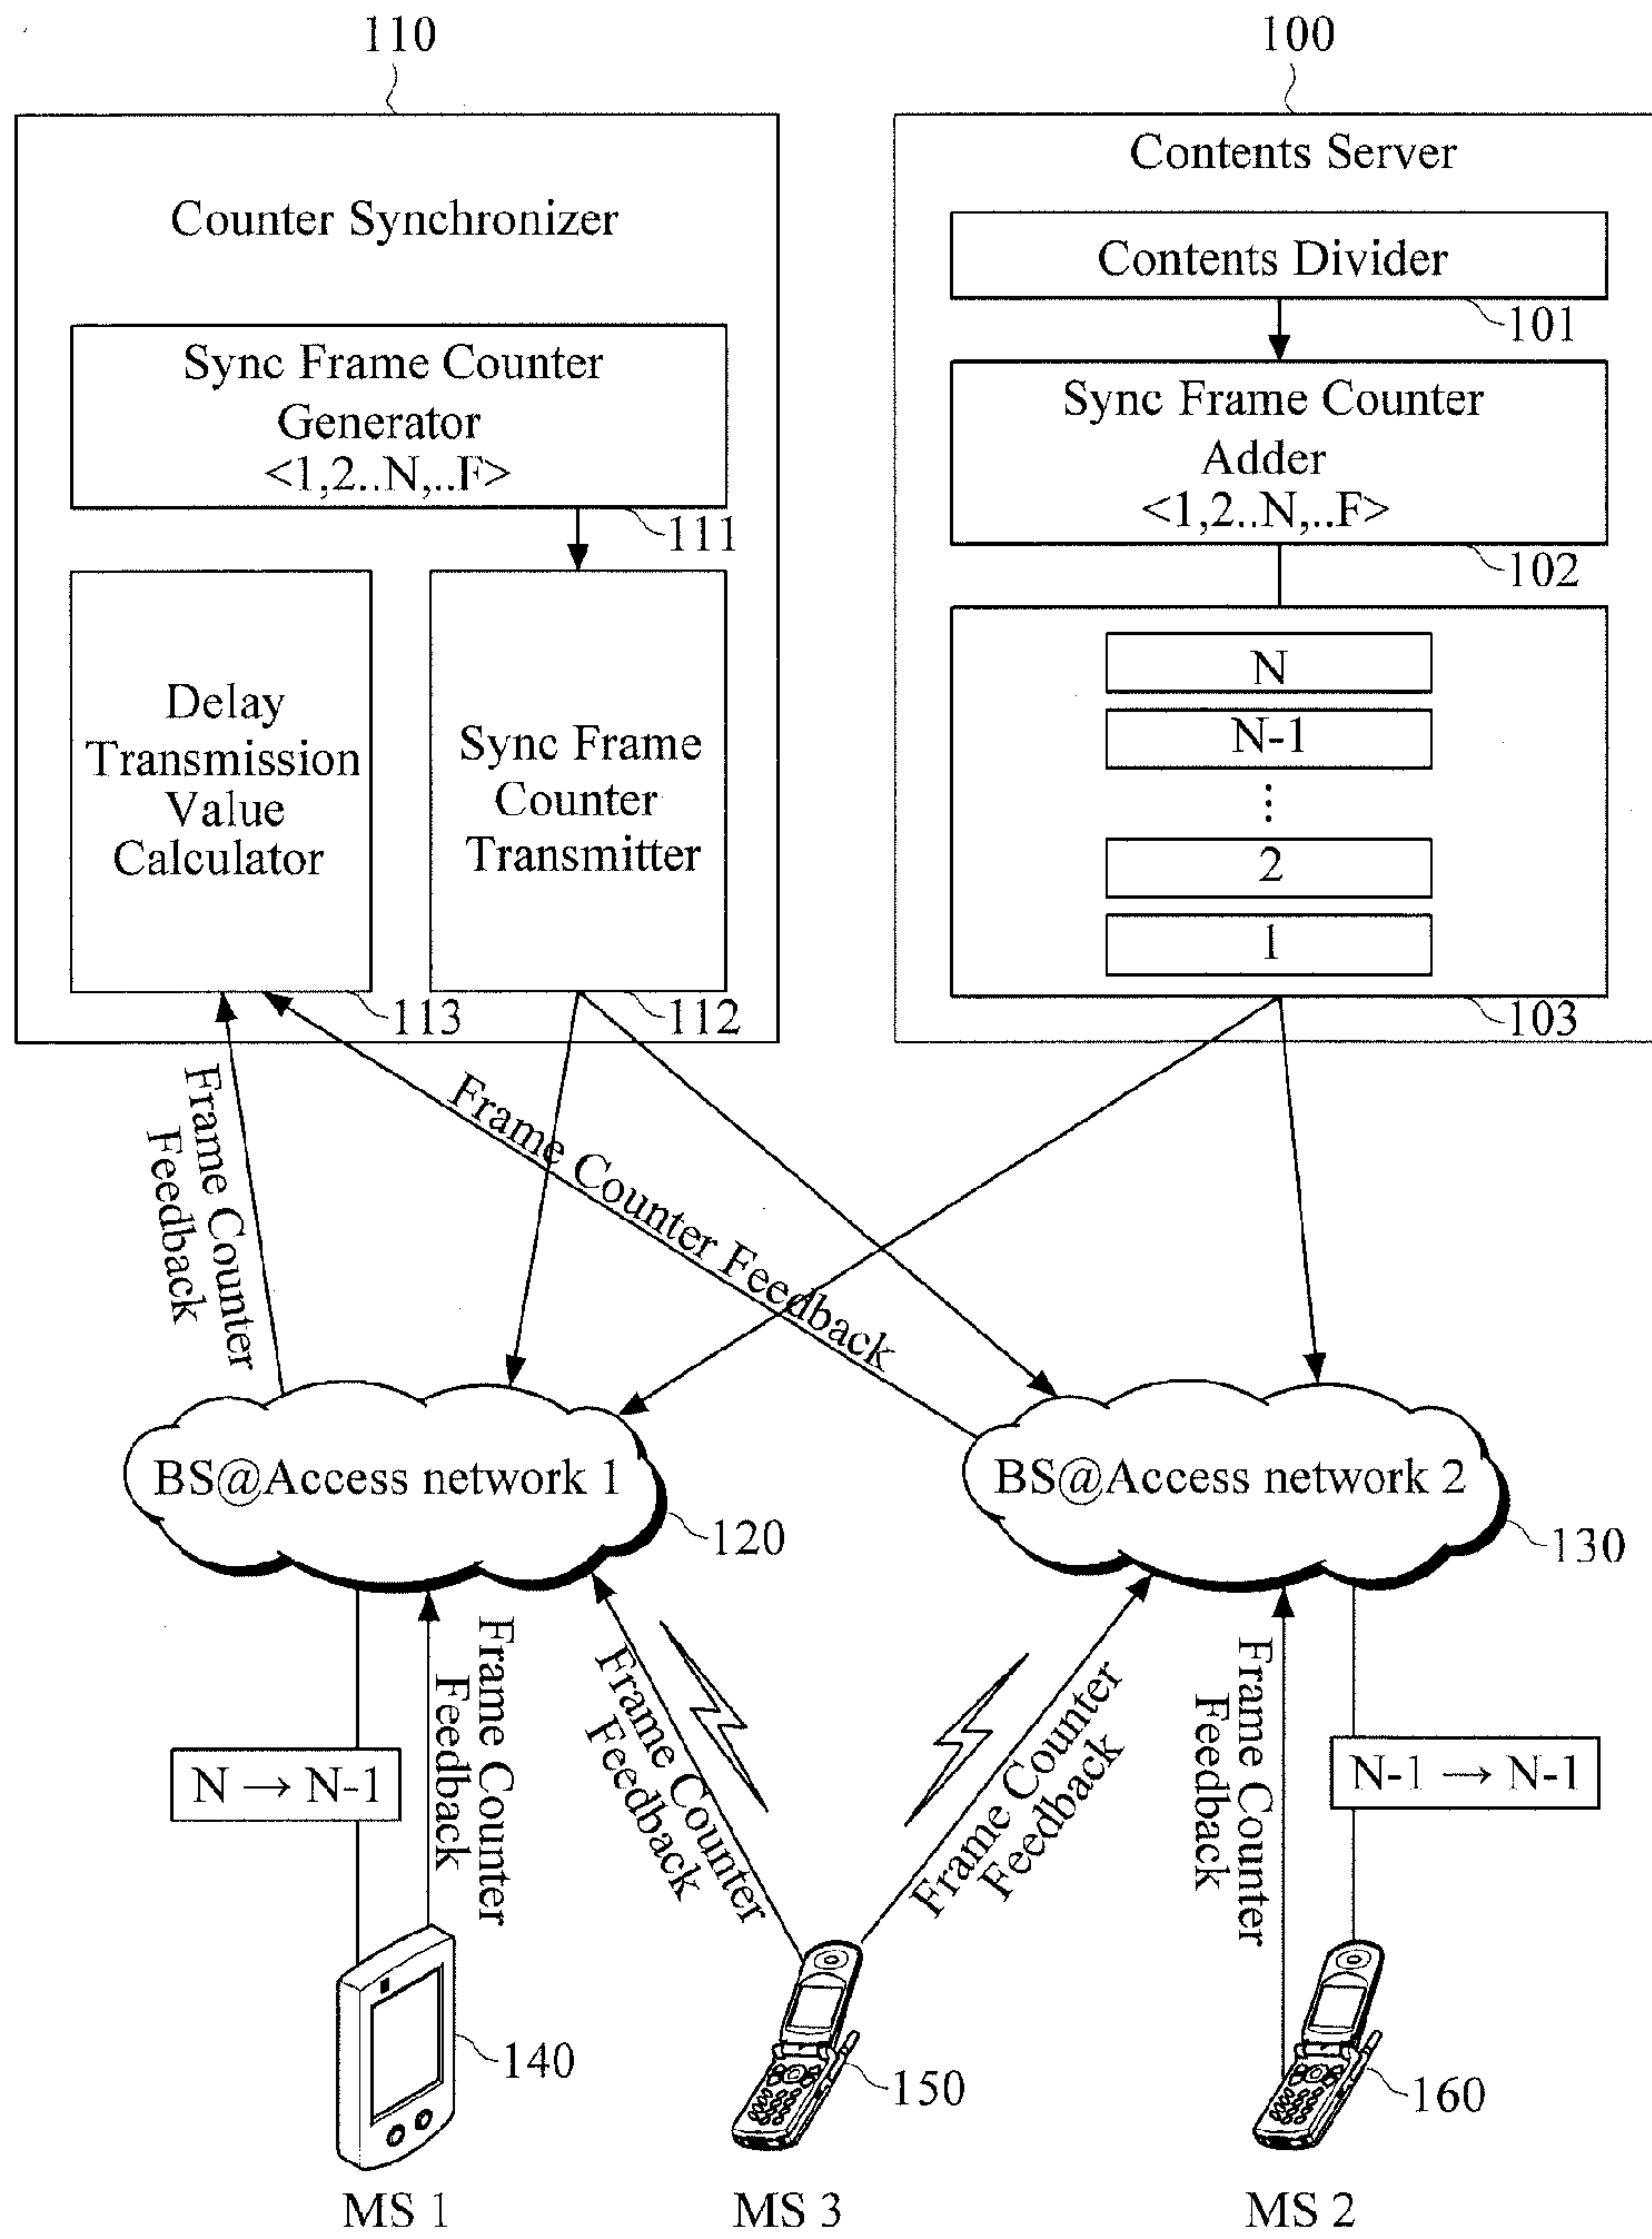 110
100
Counter Synchronizer
Sync Frame Counter
Generator
<1,2..N,..F>
111
Delay
Transmission
Value
Calculator
113
Sync Frame
Counter
Transmitter
112
Contents Server
Contents Divider
101
Sync Frame Counter
Adder
<1,2..N,..F>
102
N
N-1
⋮
2
1
103
Frame Counter
Feedback
Frame Counter Feedback
BS@Access network 1
120
BS@Access network 2
130
N → N-1
Frame Counter
Feedback
Frame Counter
Feedback
Frame Counter
Feedback
Frame Counter
Feedback
N-1 → N-1
140
150
160
MS 1
MS 3
MS 2